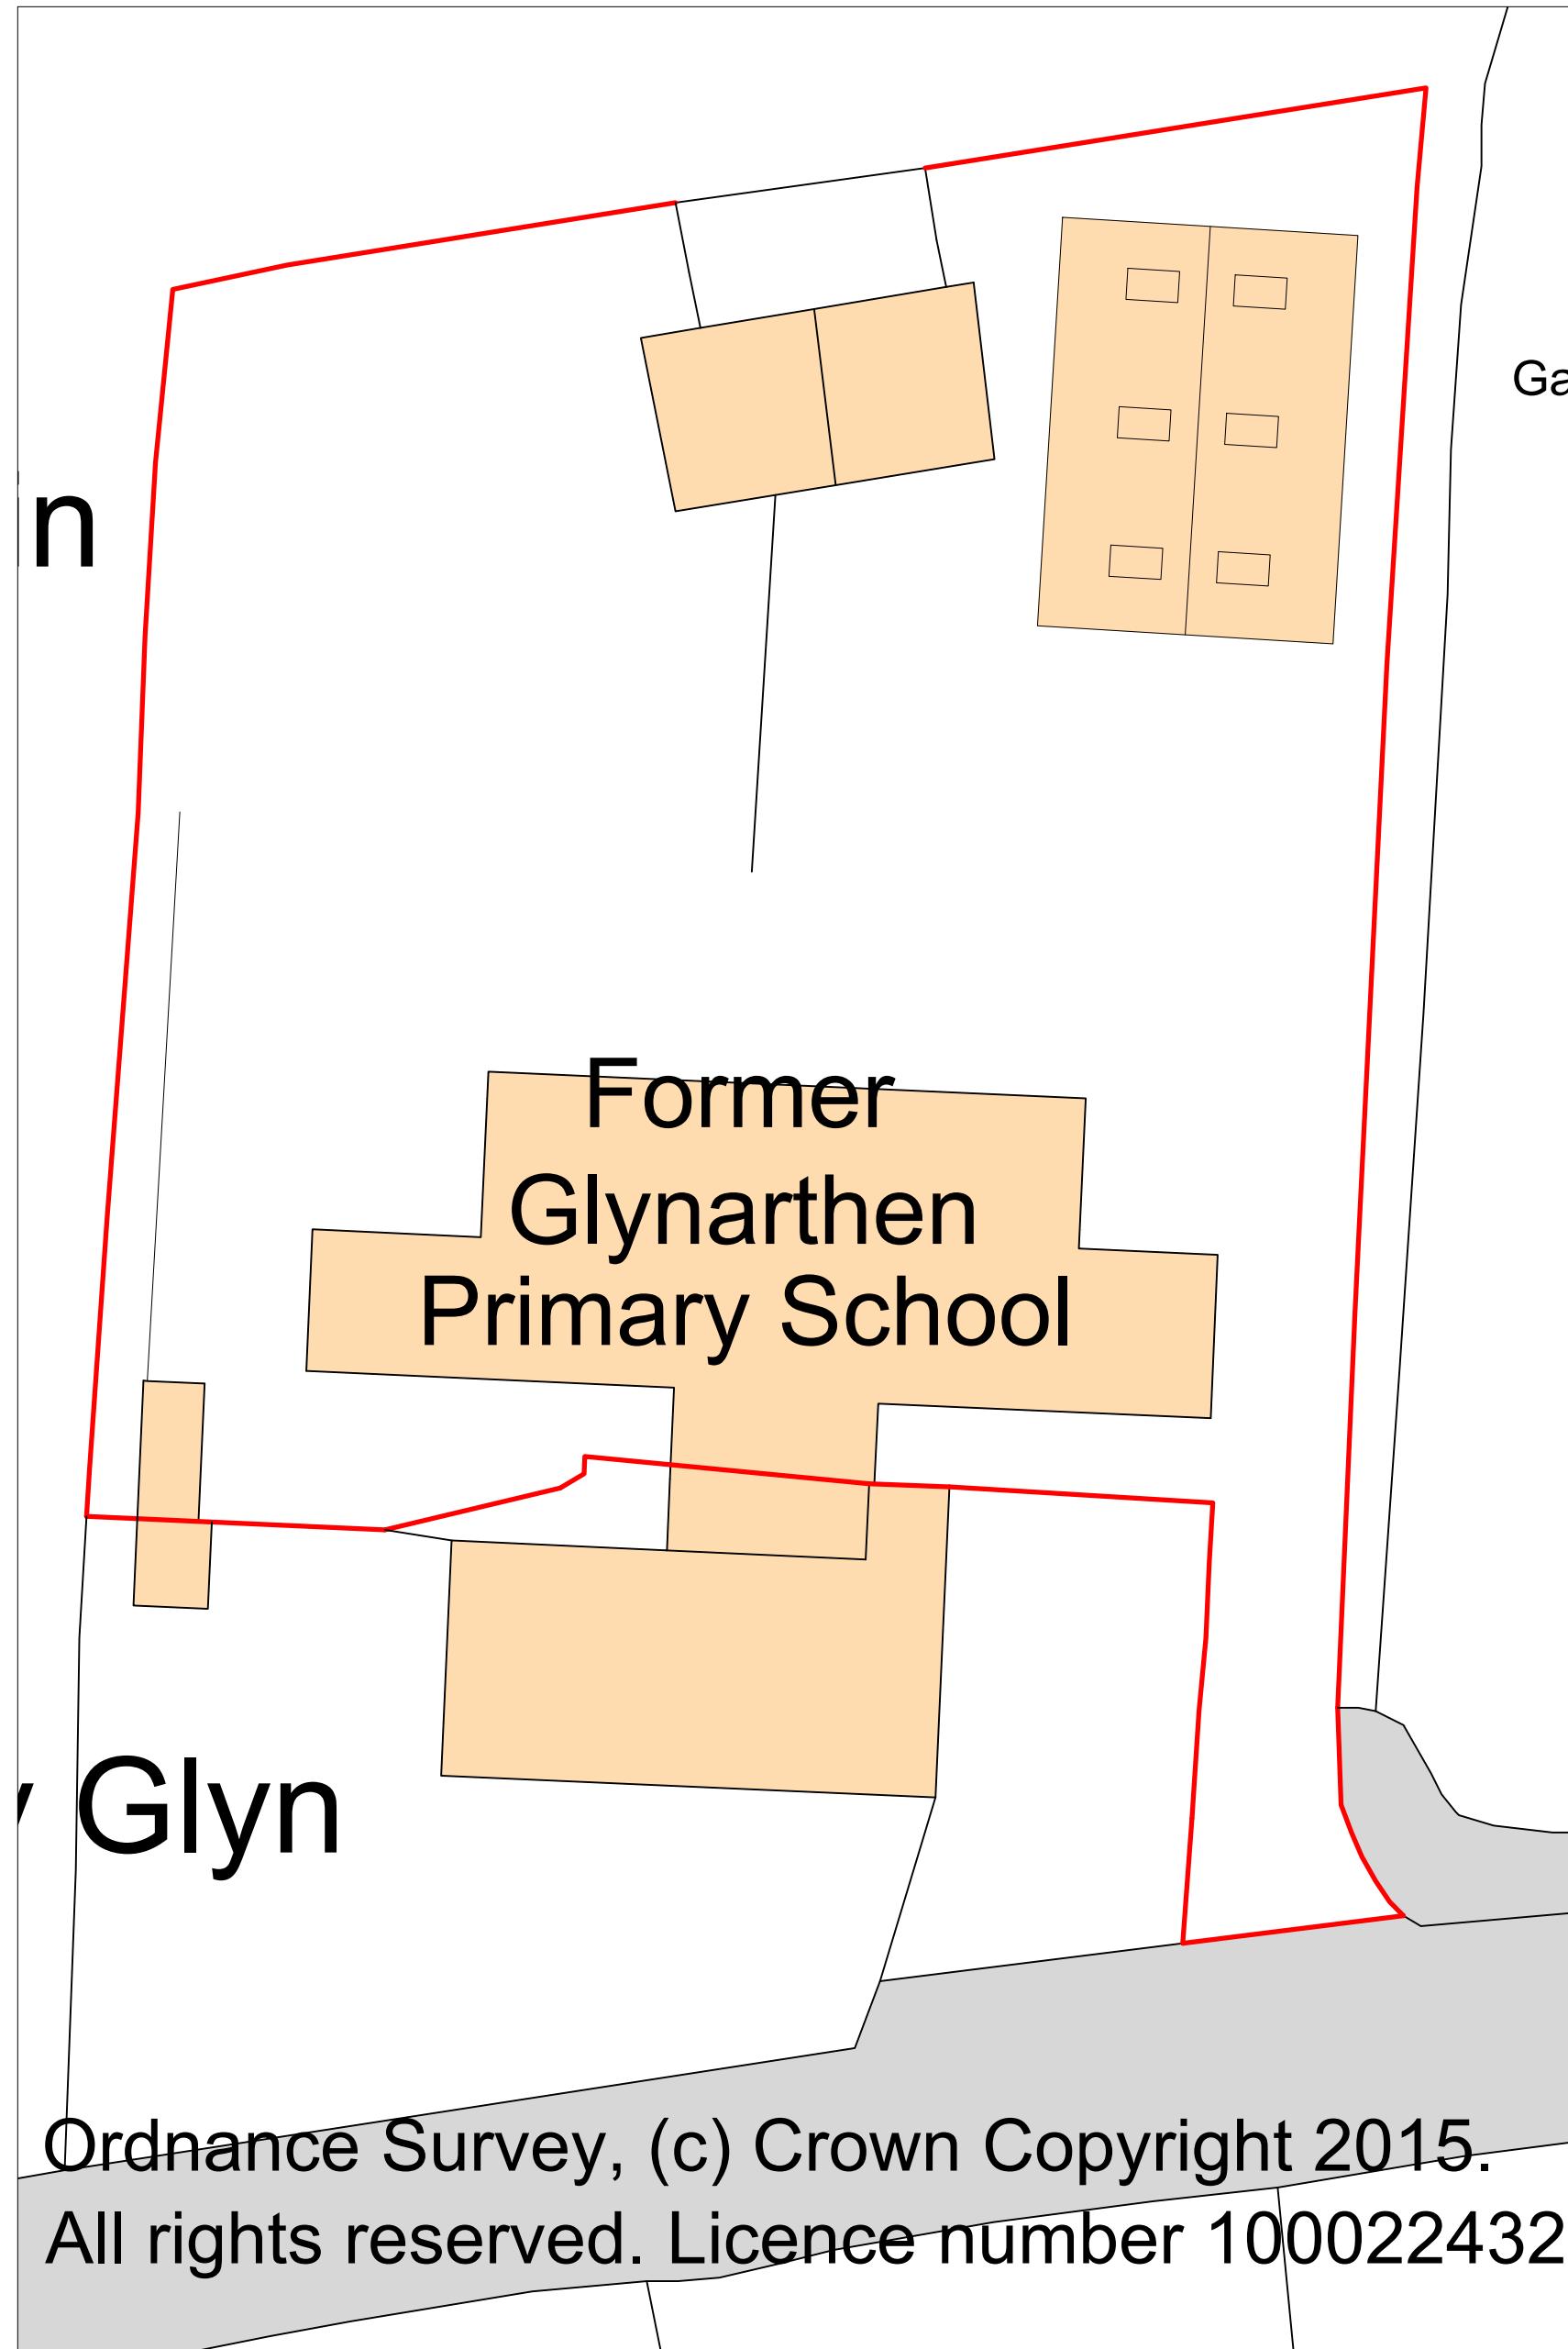 Former
Glynarthen
Primary School
Glyn
Ordnance Survey, (c) Crown Copyright 2015.
All rights reserved. Licence number 100022432